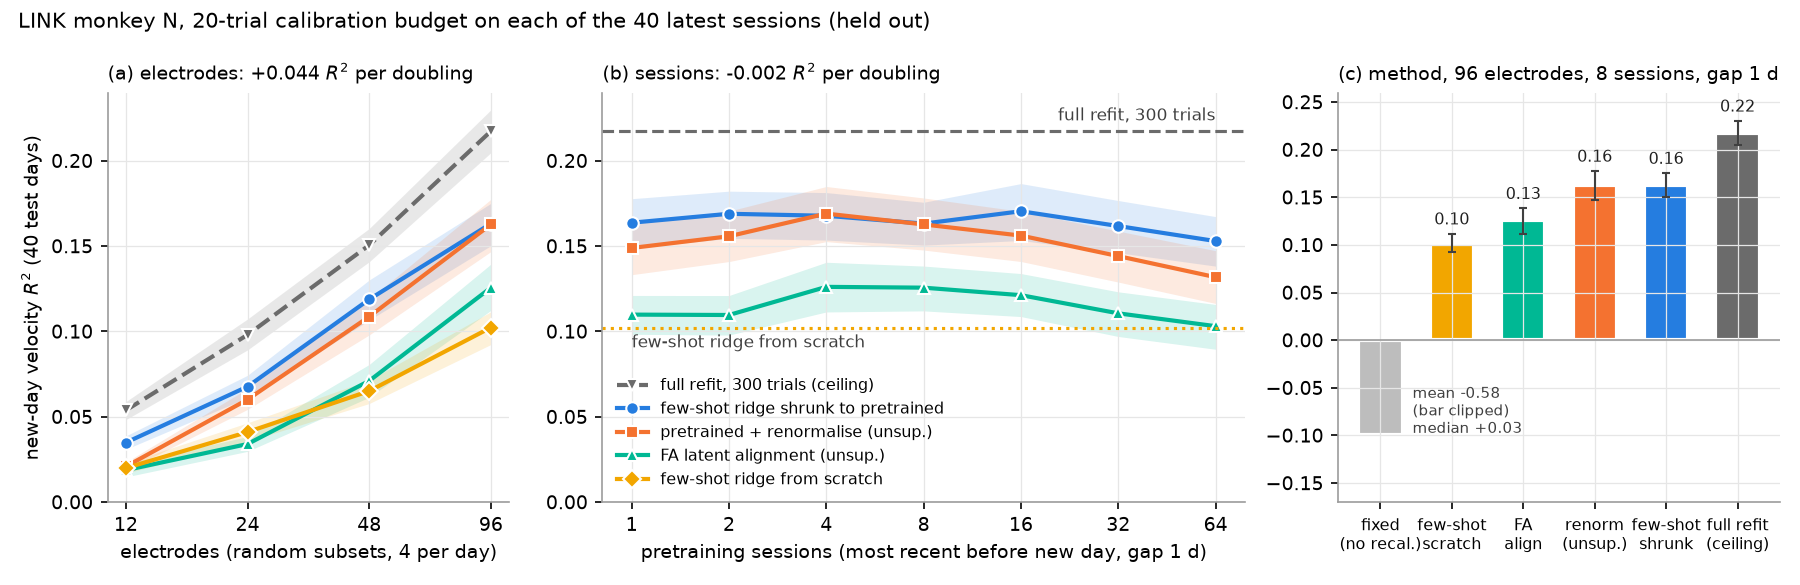 LINK monkey N, 20-trial calibration budget on each of the 40 latest sessions (held out)
(a) electrodes: +0.044 R² per doubling
new-day velocity R² (40 test days)
0.20
0.15
0.10
0.05
0.00
12 24 48 96
electrodes (random subsets, 4 per day)
(b) sessions: -0.002 R² per doubling
full refit, 300 trials
0.20
0.15
0.10
few-shot ridge from scratch
full refit, 300 trials (ceiling)
few-shot ridge shrunk to pretrained
0.05
pretrained + renormalise (unsup.)
FA latent alignment (unsup.)
few-shot ridge from scratch
0.00
1 2 4 8 16 32 64
pretraining sessions (most recent before new day, gap 1 d)
(c) method, 96 electrodes, 8 sessions, gap 1 d
0.25
0.20
0.15
0.10
0.05
0.00
−0.05
−0.10
−0.15
0.10
0.13
0.16
0.16
0.22
mean -0.58
(bar clipped)
median +0.03
fixed
(no recal.)
few-shot
scratch
FA
align
renorm
(unsup.)
few-shot
shrunk
full refit
(ceiling)